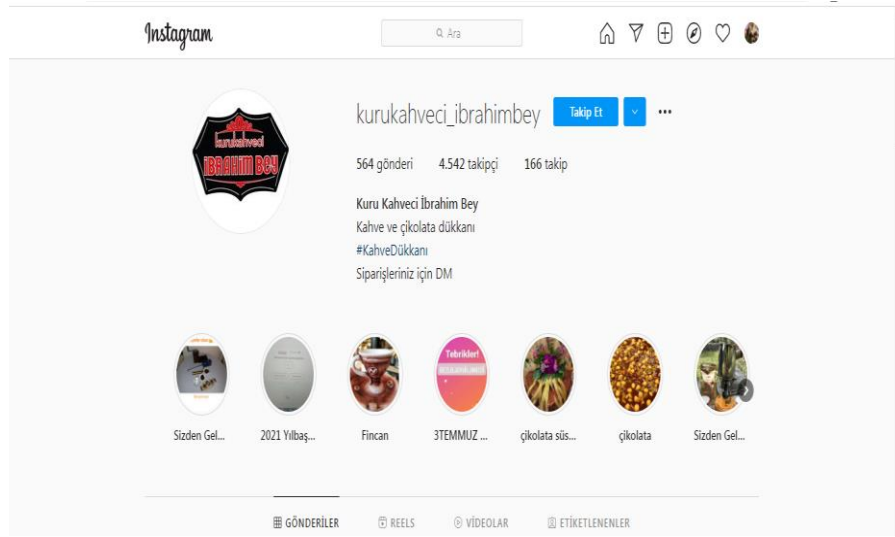 Instagram
Ara
kurukahveci_ibrahimbey Takip Et
564 gönderi 4.542 takipçi 166 takip
kurukahveci
İBRAHİM BEY
Kuru Kahveci İbrahim Bey
Kahve ve çikolata dükkanı
#KahveDükkanı
Siparişleriniz için DM
Tebrikler!
Sizden Gel... 2021 Yılbaş... Fincan 3TEMMUZ ... çikolata süs... çikolata Sizden Gel...
GÖNDERİLER REELS VİDEOLAR ETİKETLENENLER